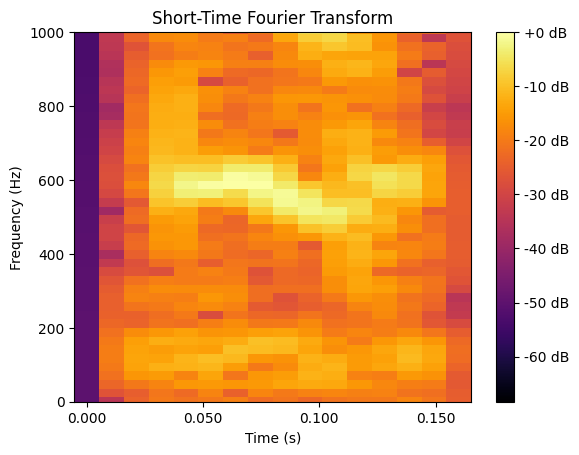 Short-Time Fourier Transform
1000
800
600
400
200
0
Frequency (Hz)
0.000
0.050
0.100
0.150
Time (s)
+0 dB
-10 dB
-20 dB
-30 dB
-40 dB
-50 dB
-60 dB